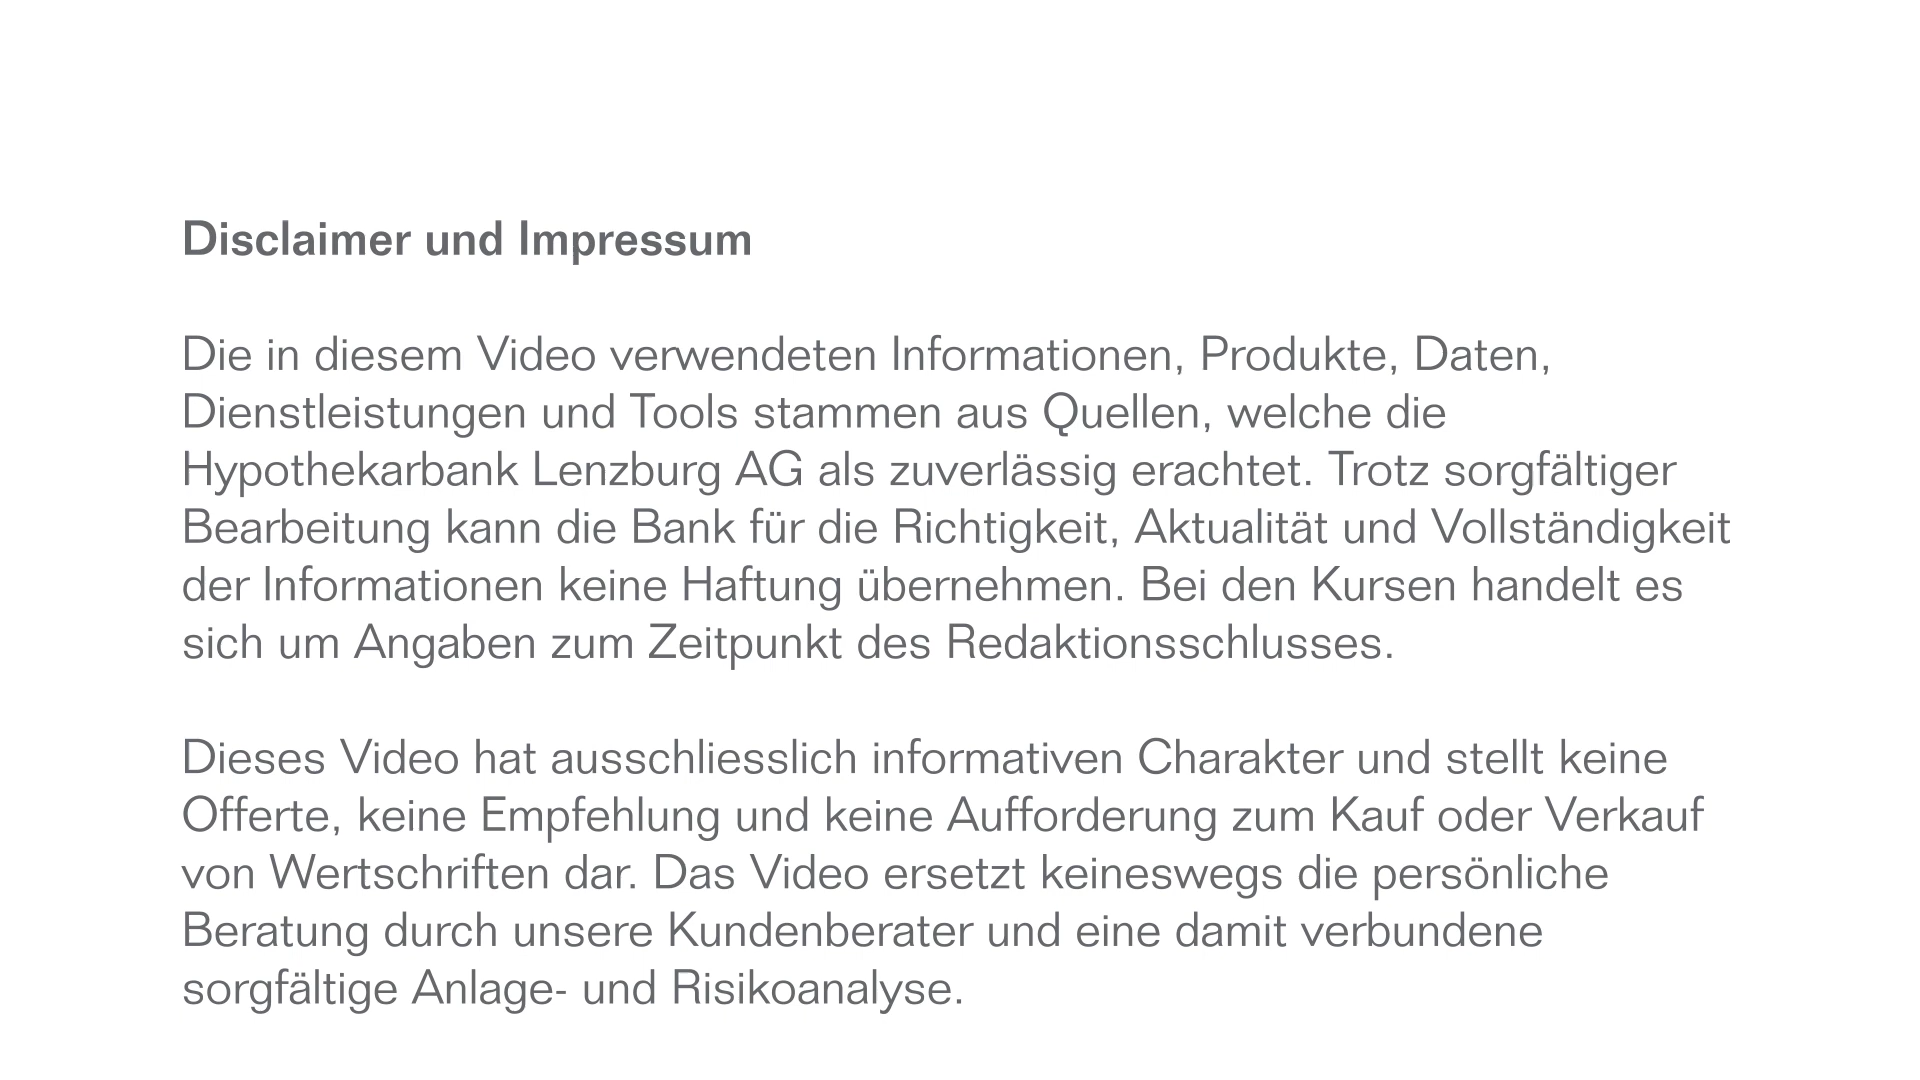 Disclaimer und Impressum
Die in diesem Video verwendeten Informationen, Produkte, Daten,
Dienstleistungen und Tools stammen aus Quellen, welche die
Hypothekarbank Lenzburg AG als zuverlässig erachtet. Trotz sorgfältiger
Bearbeitung kann die Bank für die Richtigkeit, Aktualität und Vollständigkeit
der Informationen keine Haftung übernehmen. Bei den Kursen handelt es
sich um Angaben zum Zeitpunkt des Redaktionsschlusses.
Dieses Video hat ausschliesslich informativen Charakter und stellt keine
Offerte, keine Empfehlung und keine Aufforderung zum Kauf oder Verkauf
von Wertschriften dar. Das Video ersetzt keineswegs die persönliche
Beratung durch unsere Kundenberater und eine damit verbundene
sorgfältige Anlage- und Risikoanalyse.